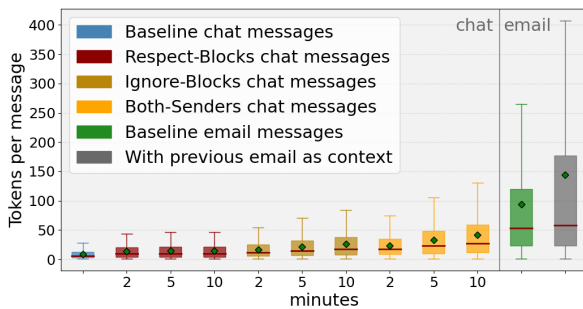 chat email
Baseline chat messages
Respect-Blocks chat messages
Ignore-Blocks chat messages
Both-Senders chat messages
Baseline email messages
With previous email as context
Tokens per message
400
350
300
250
200
150
100
50
0
2 5 10 2 5 10 2 5 10
minutes